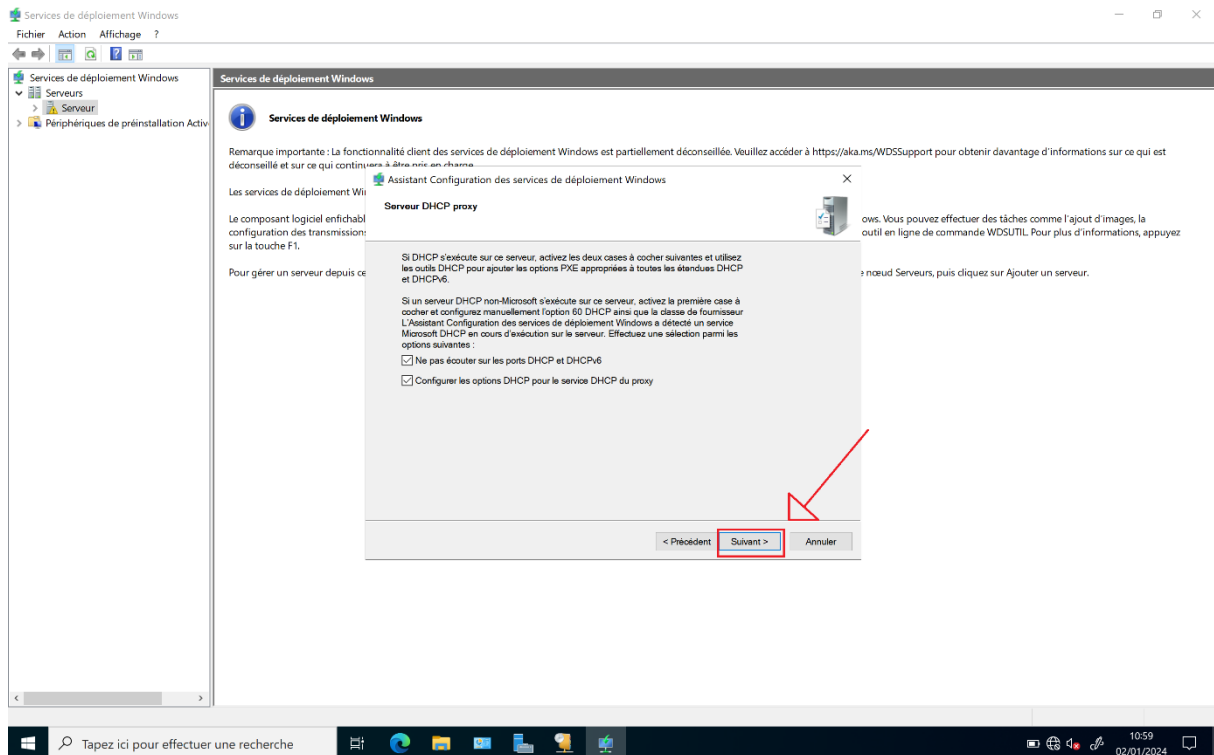 Services de déploiement Windows
Fichier Action Affichage ?
Services de déploiement Windows
Serveurs
Serveur
Périphériques de préinstallation Activ
Services de déploiement Windows
Services de déploiement Windows
Remarque importante : La fonctionnalité client des services de déploiement Windows est partiellement déconseillée. Veuillez accéder à https://aka.ms/WDSSupport pour obtenir davantage d'informations sur ce qui est
déconseillé et sur ce qui continuera à être pris en charge
Les services de déploiement Wi
Le composant logiciel enfichabl
configuration des transmissions
sur la touche F1.
Pour gérer un serveur depuis ce
ows. Vous pouvez effectuer des tâches comme l'ajout d'images, la
outil en ligne de commande WDSUTIL. Pour plus d'informations, appuyez
e nœud Serveurs, puis cliquez sur Ajouter un serveur.
Assistant Configuration des services de déploiement Windows
Serveur DHCP proxy
Si DHCP s'exécute sur ce serveur, activez les deux cases à cocher suivantes et utilisez
les outils DHCP pour ajouter les options PXE appropriées à toutes les étendues DHCP
et DHCPv6.
Si un serveur DHCP non-Microsoft s'exécute sur ce serveur, activez la première case à
cocher et configurez manuellement l'option 60 DHCP ainsi que la classe de fournisseur
L'Assistant Configuration des services de déploiement Windows a détecté un service
Microsoft DHCP en cours d'exécution sur le serveur. Effectuez une sélection parmi les
options suivantes :
Ne pas écouter sur les ports DHCP et DHCPv6
Configurer les options DHCP pour le service DHCP du proxy
< Précédent Suivant > Annuler
Tapez ici pour effectuer une recherche
10:59
02/01/2024